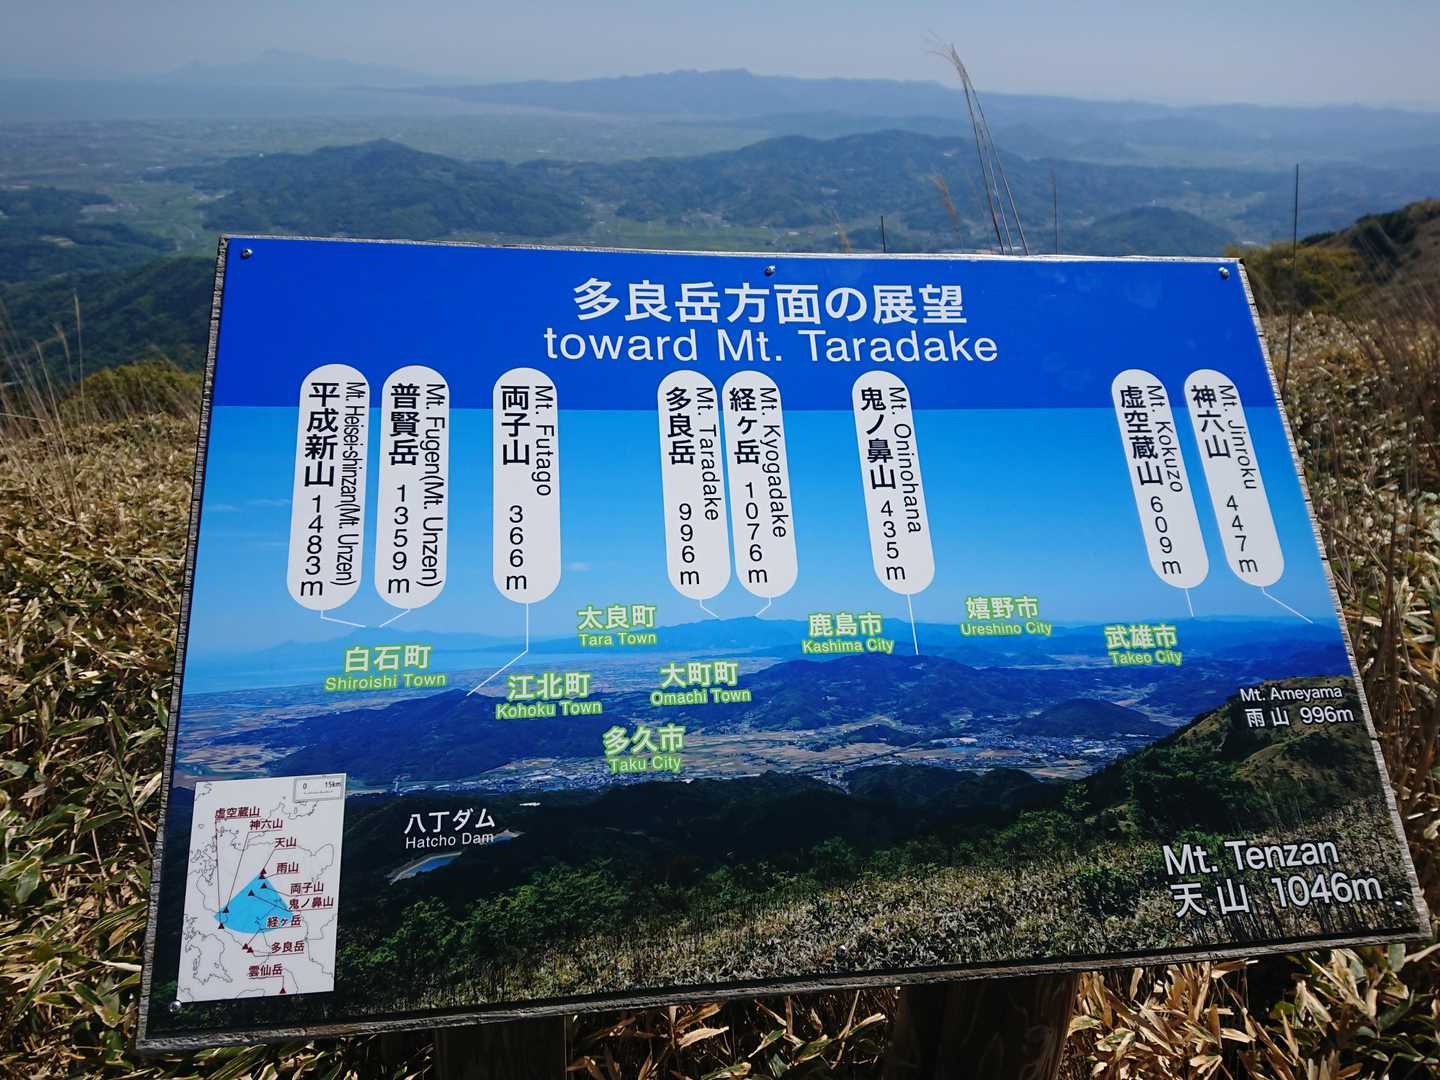 多良岳方面の展望
toward Mt. Taradake
平成新山 1483m
Mt. Heisei-shinzan(Mt. Unzen)
普賢岳 1359m
Mt. Fugen(Mt. Unzen)
両子山 366m
Mt. Futago
多良岳 996m
Mt. Taradake
経ヶ岳 1076m
Mt. Kyogadake
鬼ノ鼻山 435m
Mt. Oninohana
虚空蔵山 609m
Mt. Kokuzo
神六山 447m
Mt. Jinroku
太良町
Tara Town
鹿島市
Kashima City
嬉野市
Ureshino City
武雄市
Takeo City
白石町
Shiroishi Town
江北町
Kohoku Town
大町町
Omachi Town
多久市
Taku City
Mt. Ameyama
雨山 996m
八丁ダム
Hatcho Dam
Mt. Tenzan
天山 1046m
0 15km
虚空蔵山
神六山
天山
雨山
両子山
鬼ノ鼻山
経ヶ岳
多良岳
雲仙岳